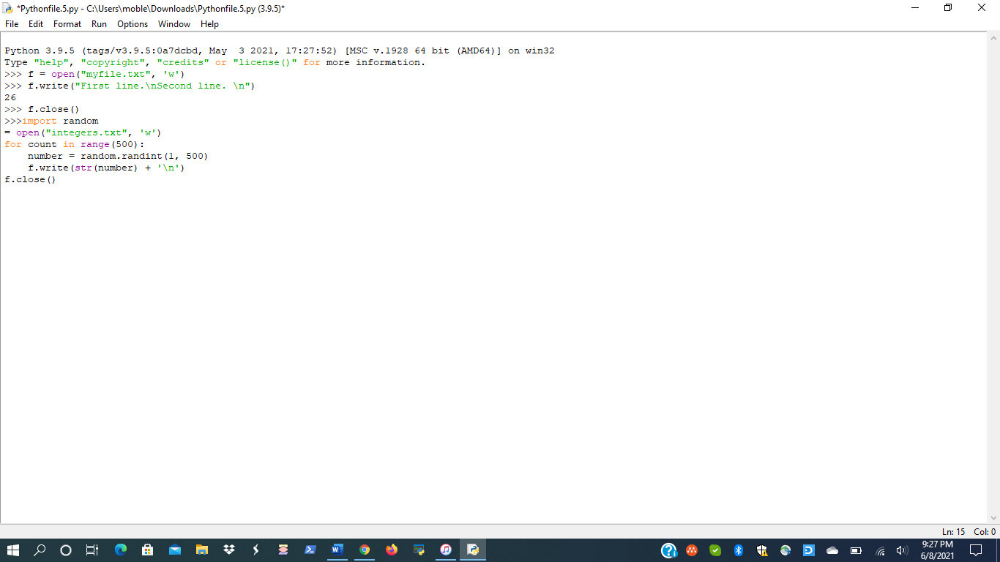 *Pythonfile.5.py - C:\Users\moble\Downloads\Pythonfile.5.py (3.9.5)*
File Edit Format Run Options Window Help
Python 3.9.5 (tags/v3.9.5:0a7dcbd, May  3 2021, 17:27:52) [MSC v.1928 64 bit (AMD64)] on win32
Type "help", "copyright", "credits" or "license()" for more information.
>>> f = open("myfile.txt", 'w')
>>> f.write("First line.\nSecond line. \n")
26
>>> f.close()
>>>import random
= open("integers.txt", 'w')
for count in range(500):
    number = random.randint(1, 500)
    f.write(str(number) + '\n')
f.close()
Ln: 15 Col: 0
9:27 PM
6/8/2021